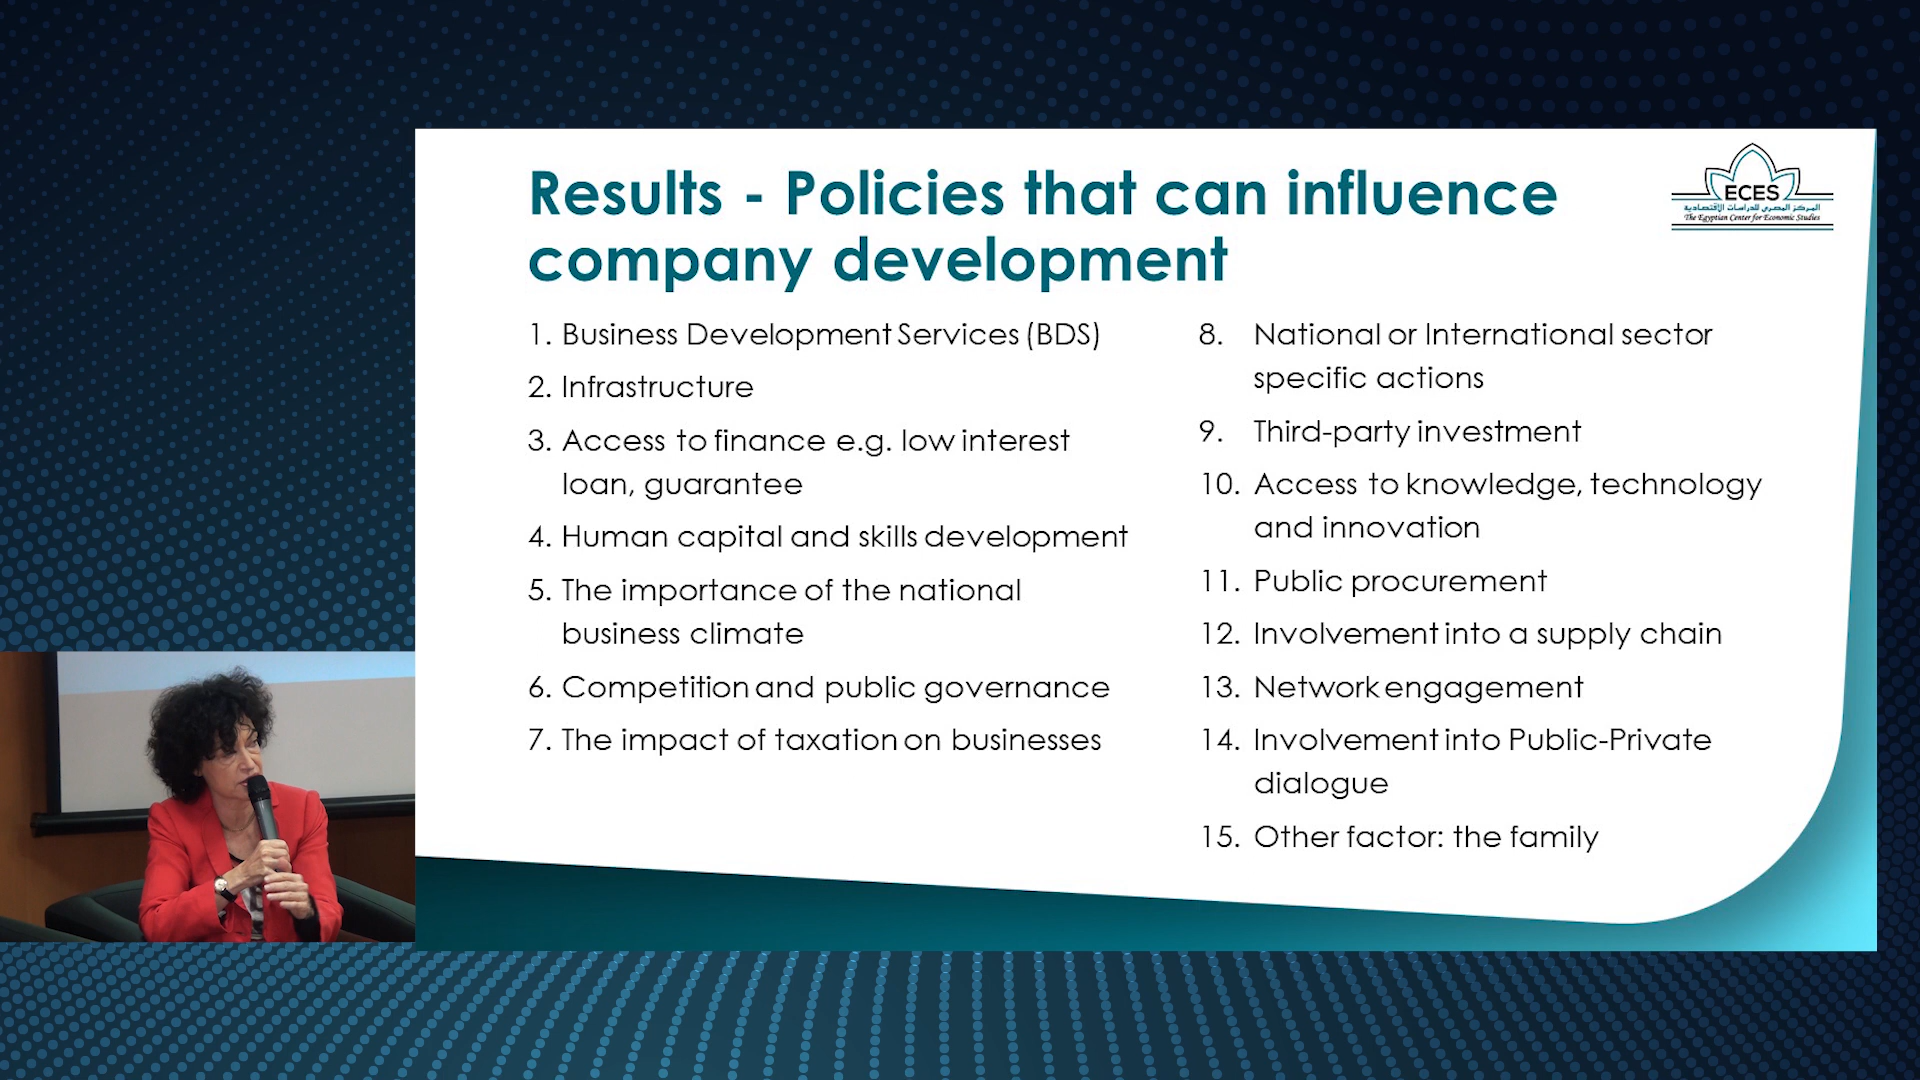 Results - Policies that can influence
company development
ECES
المركز المصري للدراسات الاقتصادية
The Egyptian Center for Economic Studies
1. Business Development Services (BDS)
2. Infrastructure
3. Access to finance e.g. low interest
loan, guarantee
4. Human capital and skills development
5. The importance of the national
business climate
6. Competition and public governance
7. The impact of taxation on businesses
8. National or International sector
specific actions
9. Third-party investment
10. Access to knowledge, technology
and innovation
11. Public procurement
12. Involvement into a supply chain
13. Network engagement
14. Involvement into Public-Private
dialogue
15. Other factor: the family